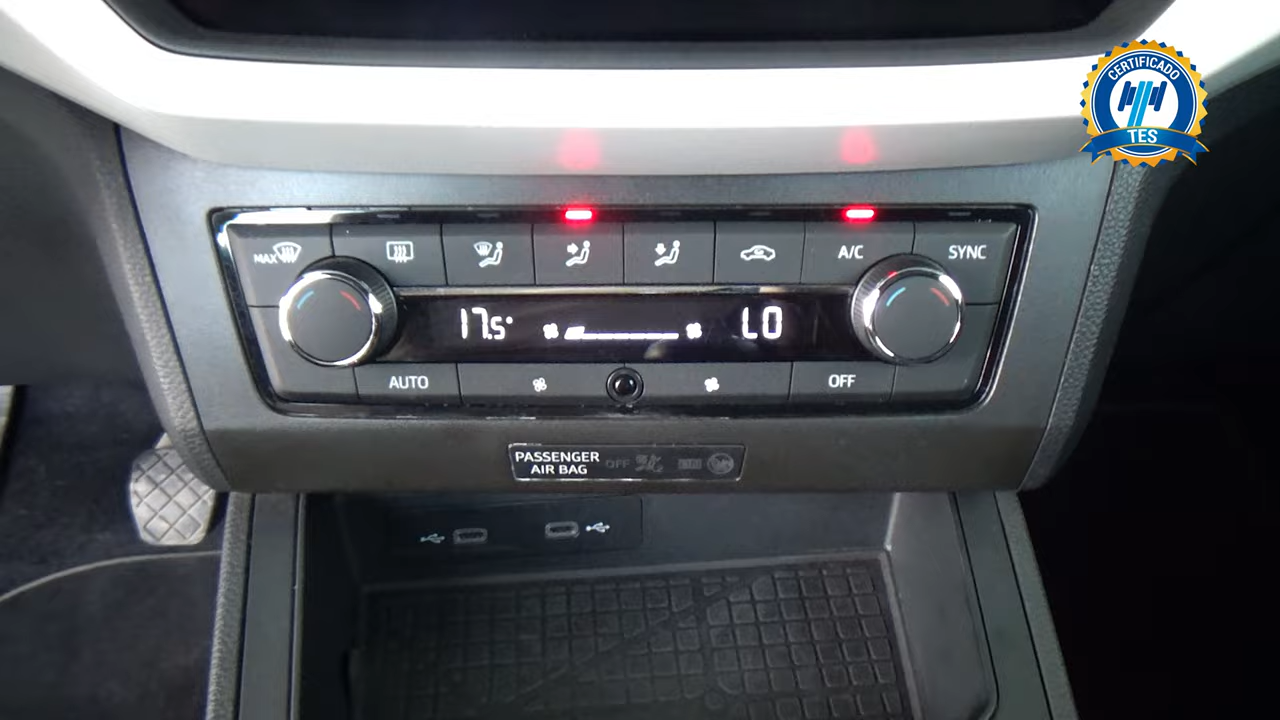 CERTIFICADO
TES
MAX
A/C
SYNC
17.5°
LO
AUTO
OFF
PASSENGER
AIR BAG
OFF